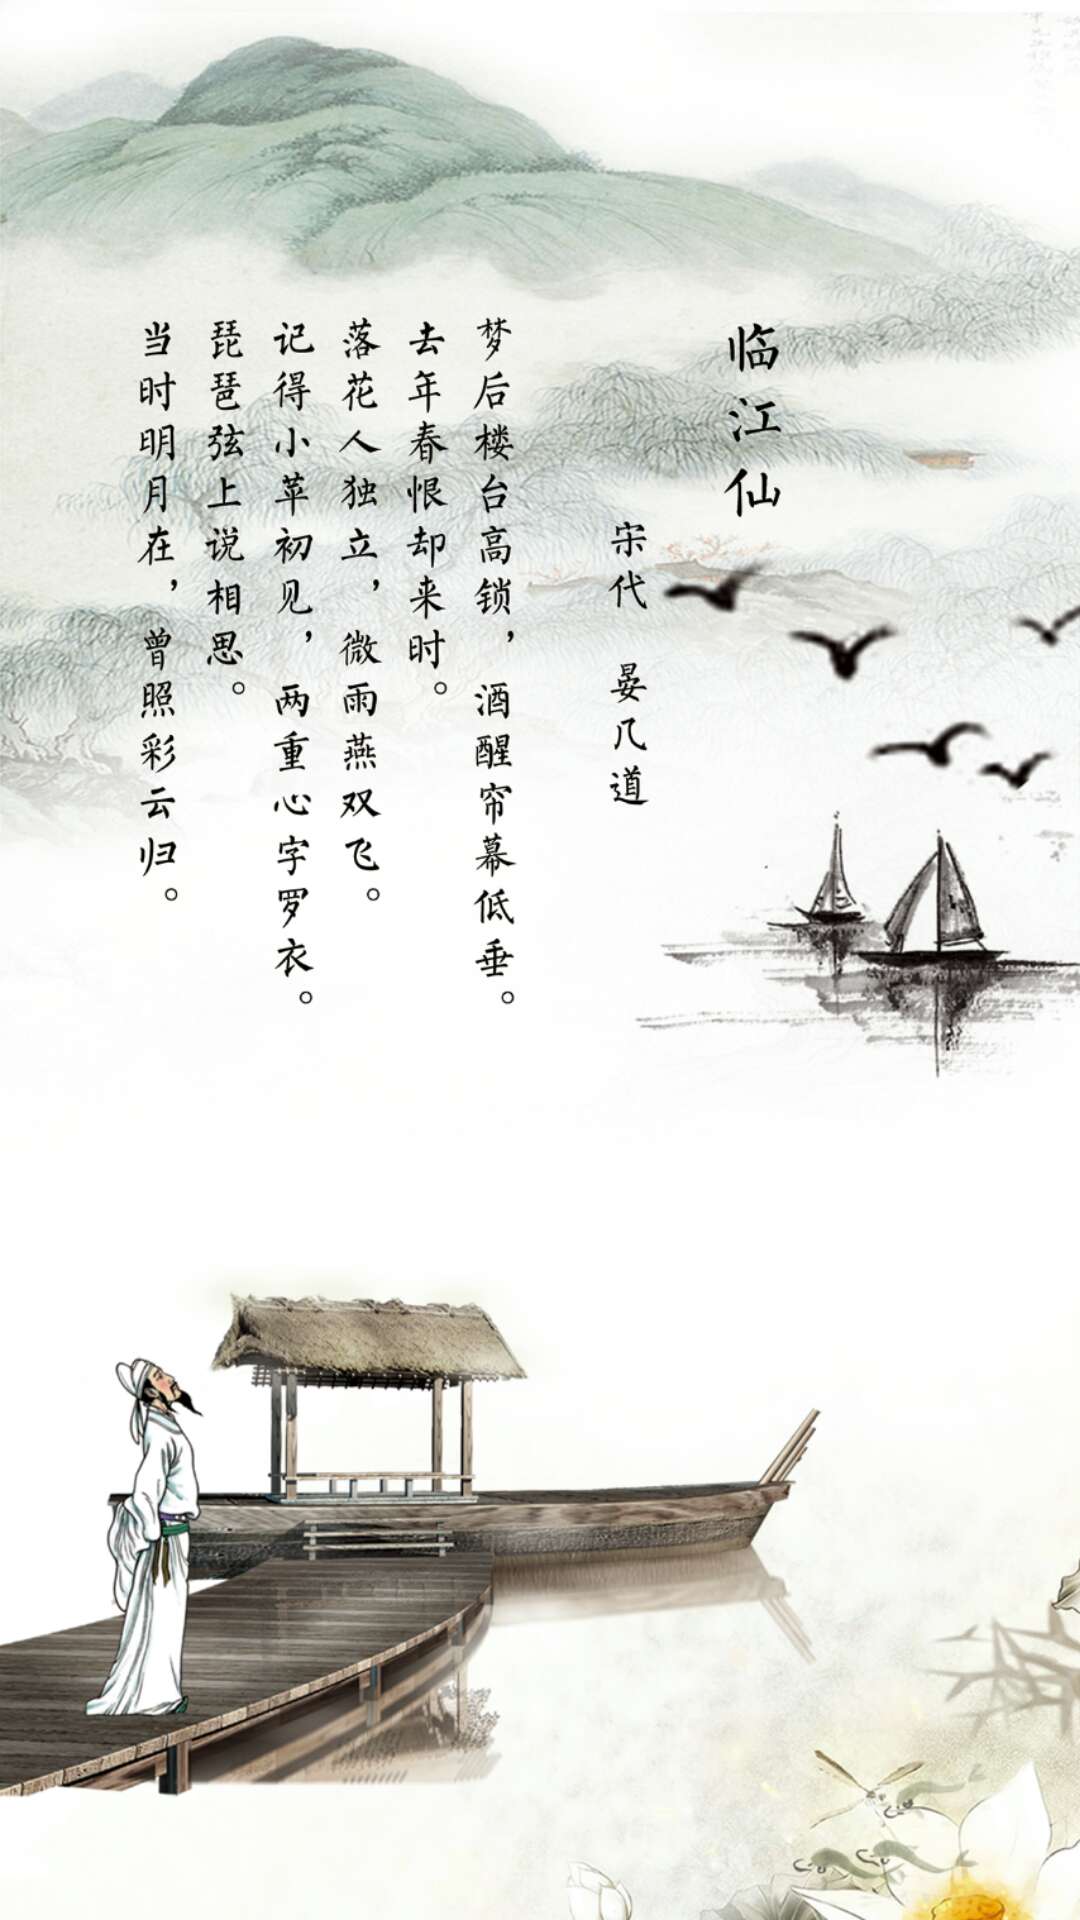 临江仙
宋代 晏几道
梦后楼台高锁，酒醒帘幕低垂。
去年春恨却来时。
落花人独立，微雨燕双飞。
记得小苹初见，两重心字罗衣。
琵琶弦上说相思。
当时明月在，曾照彩云归。